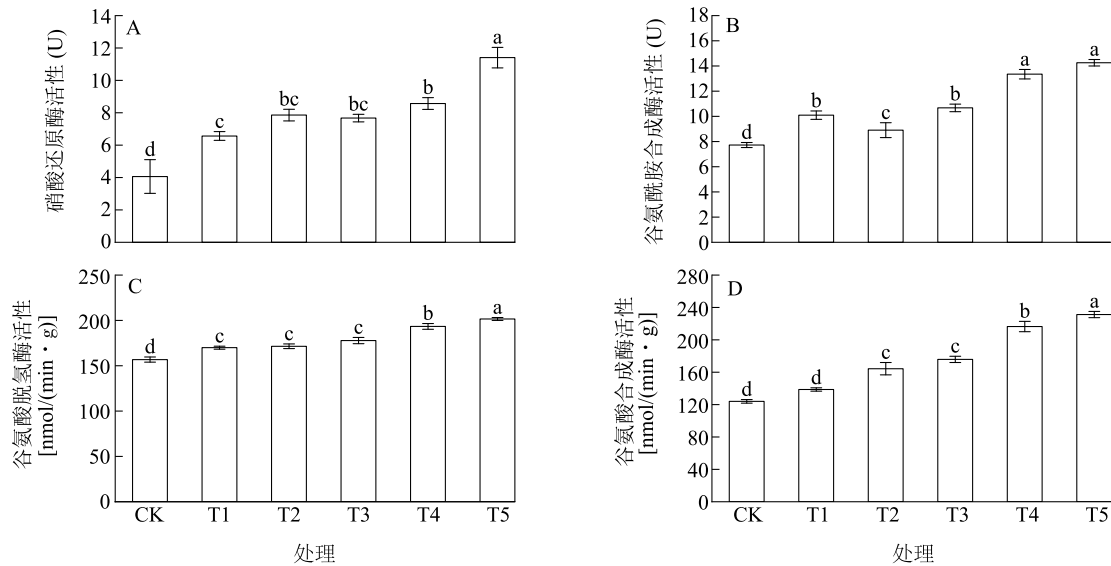 A
硝酸还原酶活性 (U)
14
12
10
8
6
4
2
0
d
c
bc
bc
b
a
B
谷氨酰胺合成酶活性 (U)
18
16
14
12
10
8
6
4
2
0
d
b
c
b
a
a
C
谷氨酸脱氢酶活性
[nmol/(min·g)]
250
200
150
100
50
0
d
c
c
c
b
a
CK T1 T2 T3 T4 T5
处理
D
谷氨酸合成酶活性
[nmol/(min·g)]
280
240
200
160
120
80
40
0
d
d
c
c
b
a
CK T1 T2 T3 T4 T5
处理